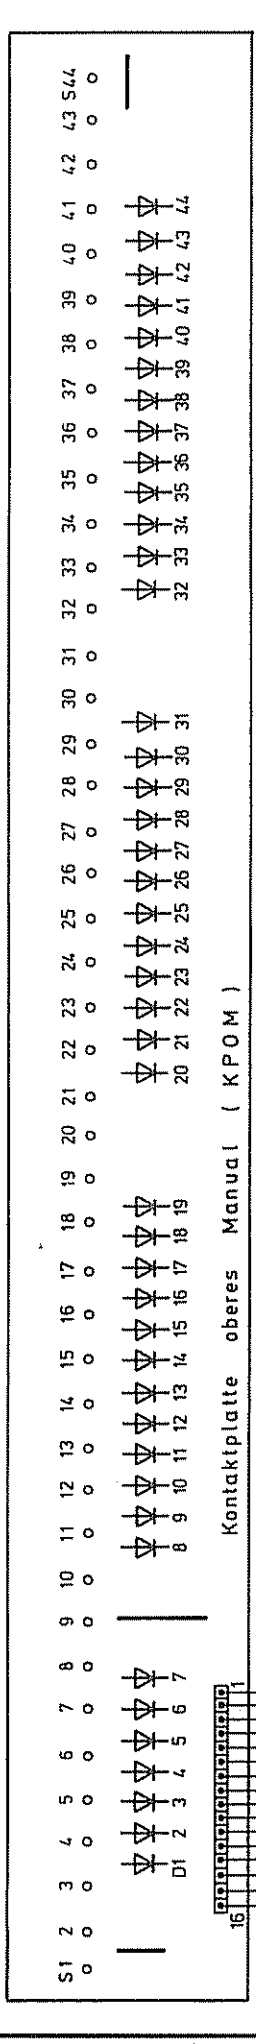 S1 2 3 4 5 6 7 8 9 10 11 12 13 14 15 16 17 18 19 20 21 22 23 24 25 26 27 28 29 30 31 32 33 34 35 36 37 38 39 40 41 42 43 S44
D1 2 3 4 5 6 7 8 9 10 11 12 13 14 15 16 17 18 19 20 21 22 23 24 25 26 27 28 29 30 31 32 33 34 35 36 37 38 39 40 41 42 43 44
Kontaktplatte oberes Manual (KPOM)
16 1